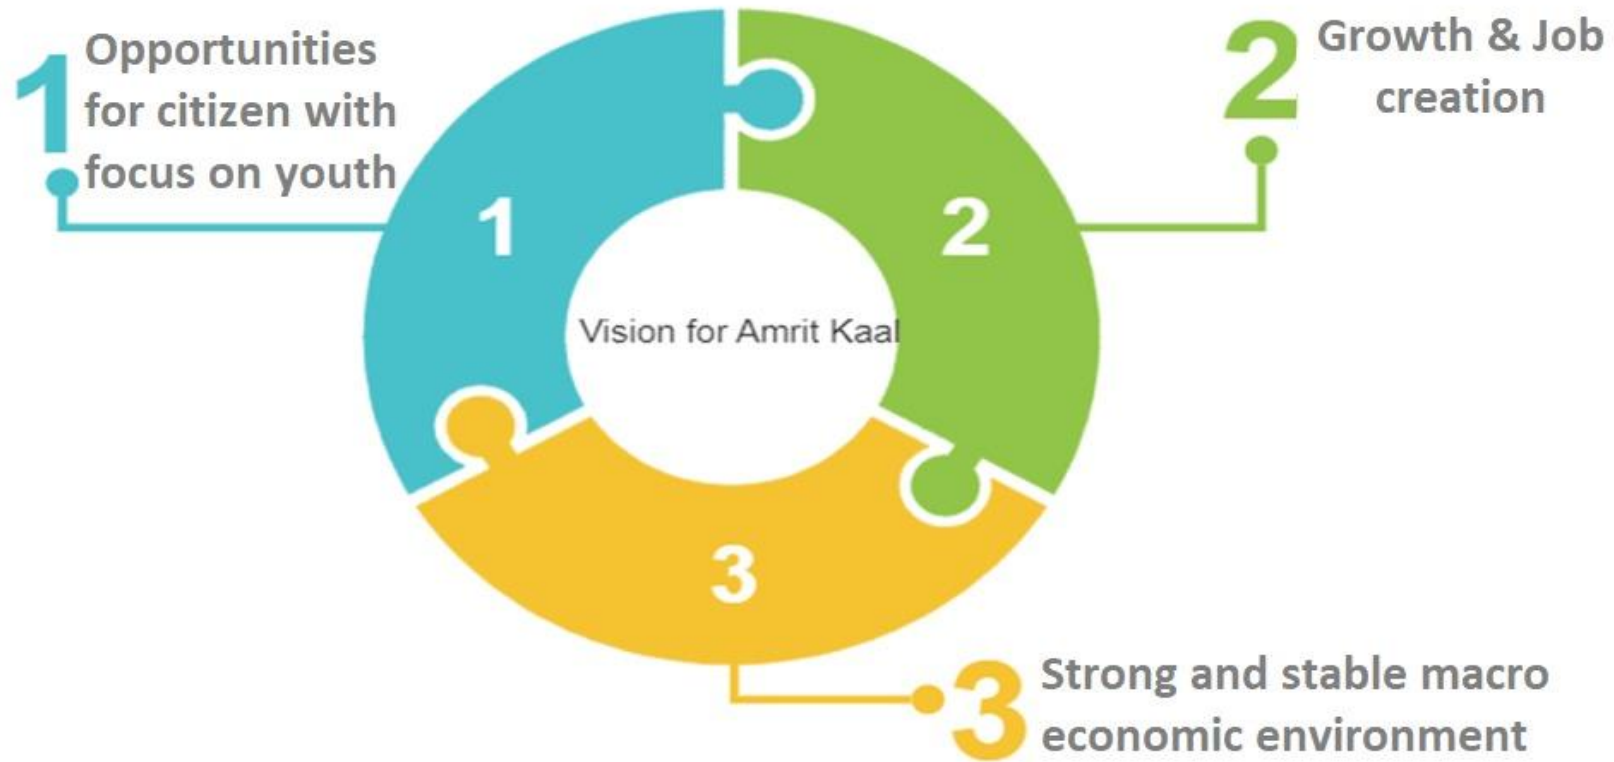 1
Opportunities
for citizen with
focus on youth
2
Growth & Job
creation
1
2
Vision for Amrit Kaal
3
3
Strong and stable macro
economic environment